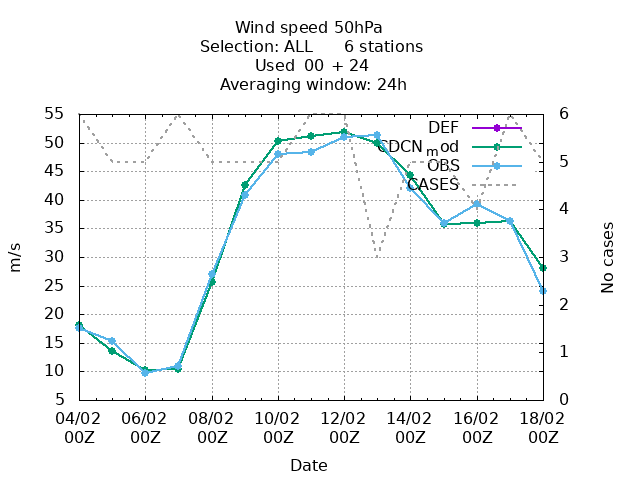 Wind speed 50hPa
Selection: ALL 6 stations
Used 00 + 24
Averaging window: 24h
55 6
DEF
50
CDCN_mod
45 5
OBS
CASES
40 4
35
m/s
No cases
30 3
25
20 2
15
10 1
5 0
04/02 06/02 08/02 10/02 12/02 14/02 16/02 18/02
00Z 00Z 00Z 00Z 00Z 00Z 00Z 00Z
Date